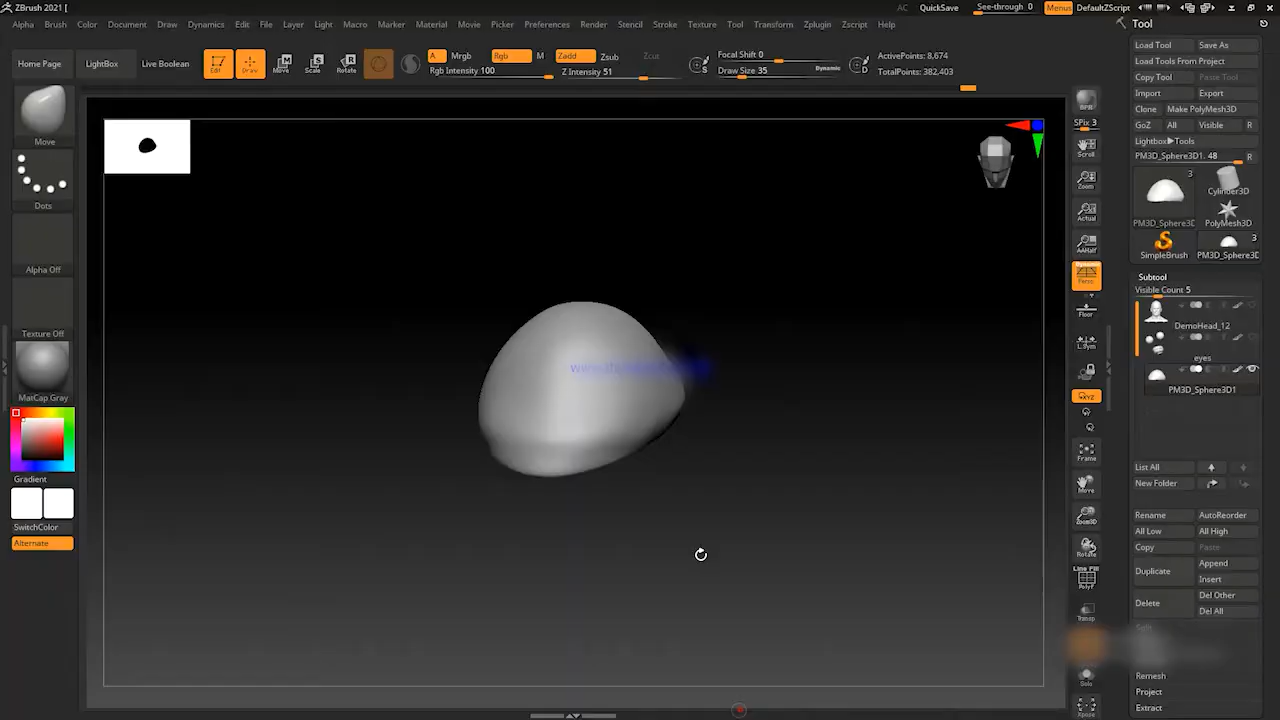 ZBrush 2021 [
AC QuickSave See-through 0 Menus DefaultZScript
Alpha Brush Color Document Draw Dynamics Edit File Layer Light Macro Marker Material Movie Picker Preferences Render Stencil Stroke Texture Tool Transform Zplugin Zscript Help
Home Page LightBox Live Boolean Edit Draw Move Scale Rotate
A Mrgb Rgb M Zadd Zsub Zcut
Rgb Intensity 100 Z Intensity 51
Focal Shift 0
Draw Size 35 Dynamic
ActivePoints: 8,674
TotalPoints: 382,403
Move
Dots
Alpha Off
Texture Off
MatCap Gray
Gradient
SwitchColor
Alternate
BPR
SPix 3
Scroll
Zoom
Actual
AAHalf
Dynamic
Persp
Floor
L.Sym
XYZ
Frame
Move
Zoom3D
Rotate
Line Fill
PolyF
Transp
Solo
Xpose
Tool
Load Tool Save As
Load Tools From Project
Copy Tool Paste Tool
Import Export
Clone Make PolyMesh3D
GoZ All Visible R
Lightbox▶Tools
PM3D_Sphere3D1. 48 R
3
Cylinder3D
PM3D_Sphere3D PolyMesh3D
3
SimpleBrush PM3D_Sphere3D
Subtool
Visible Count 5
DemoHead_12
eyes
PM3D_Sphere3D1
List All
New Folder
Rename AutoReorder
All Low All High
Copy Paste
Duplicate Append
Insert
Delete Del Other
Del All
Split
Remesh
Project
Extract